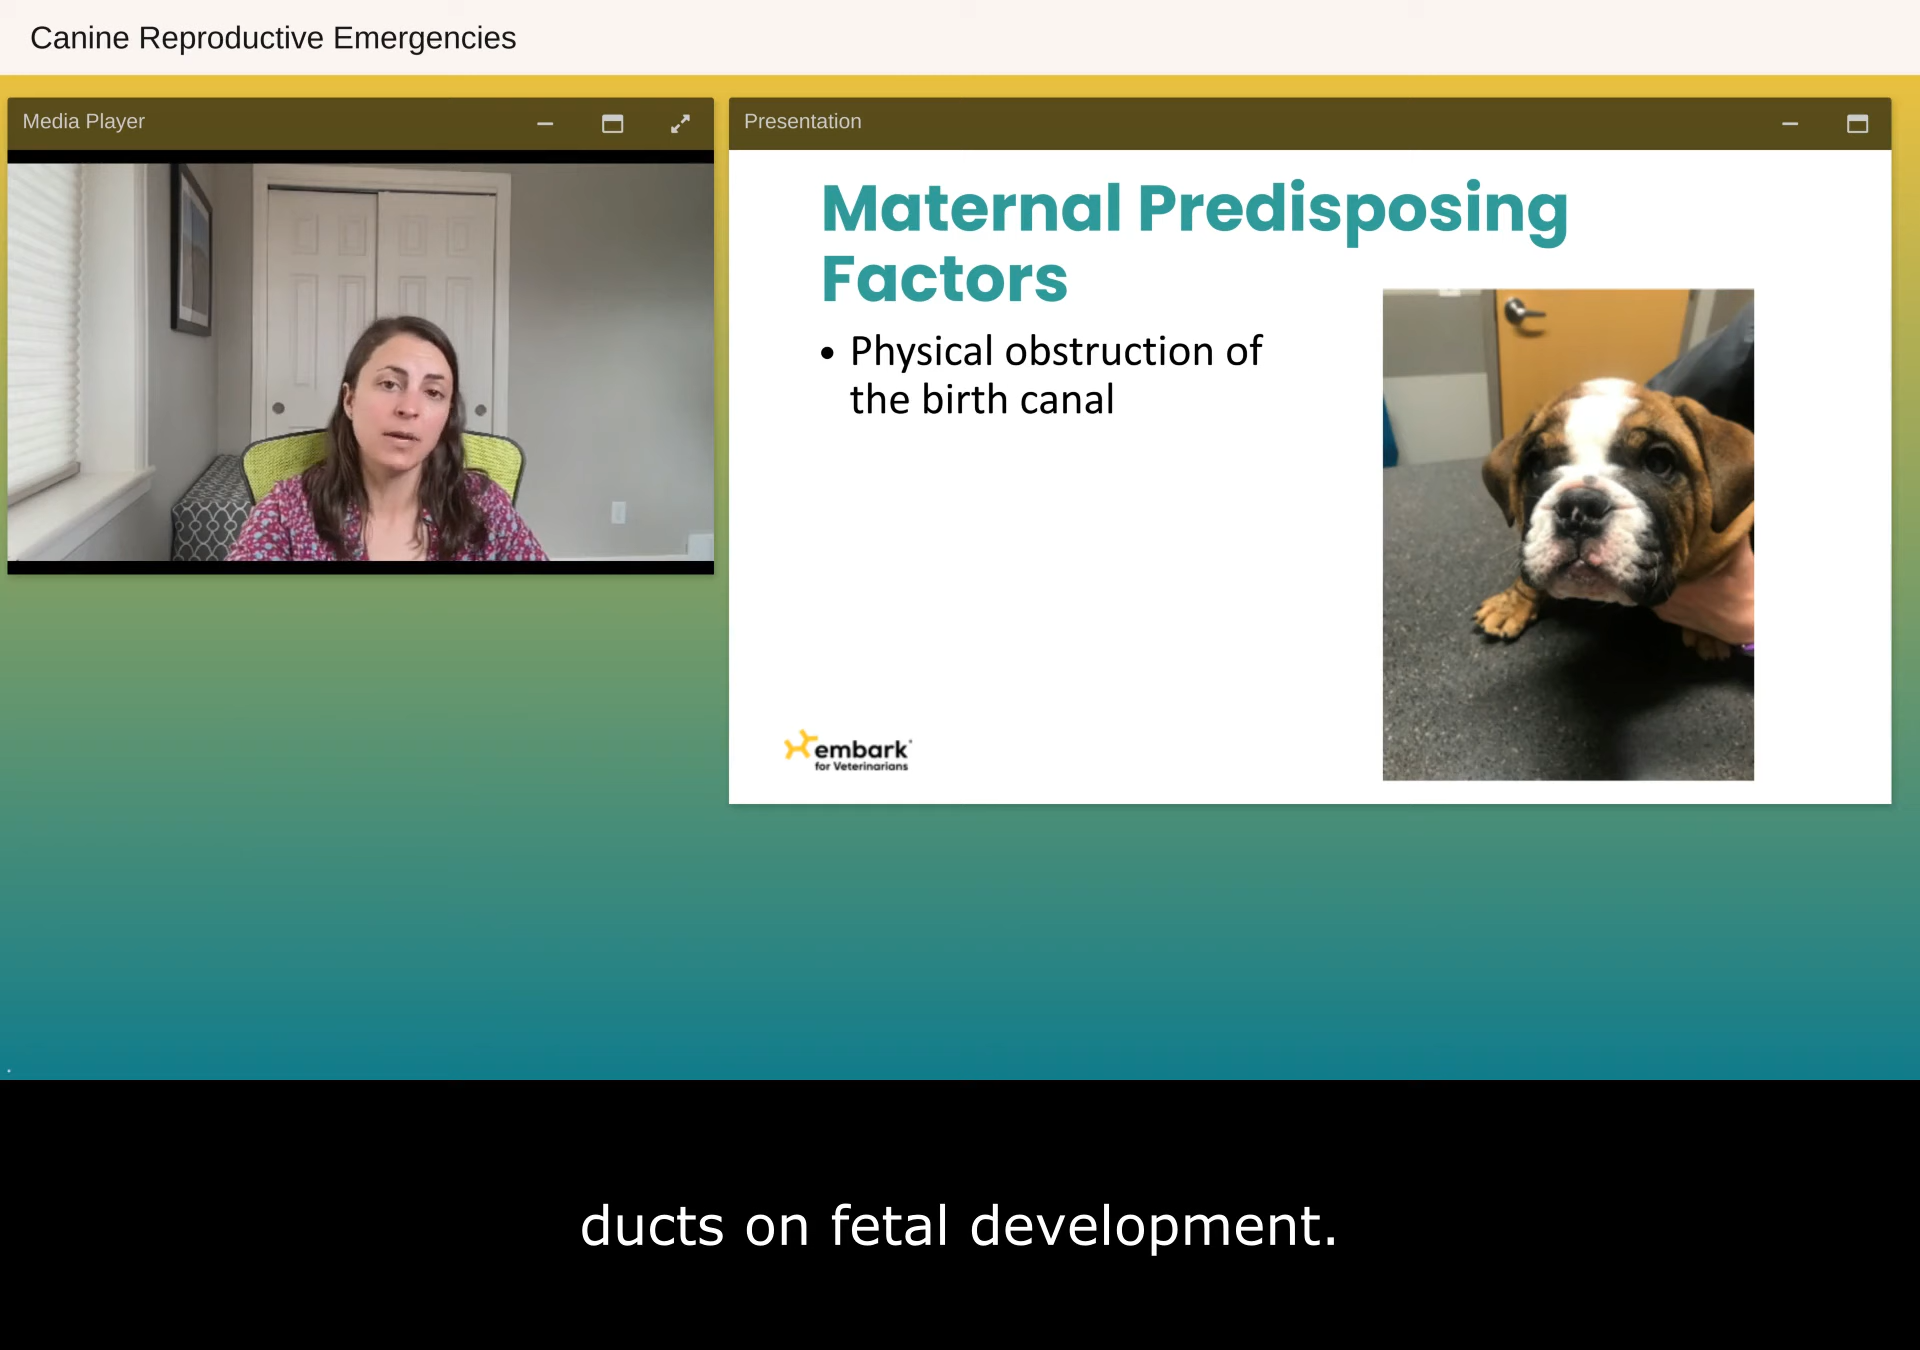 Canine Reproductive Emergencies
Media Player
Presentation
Maternal Predisposing
Factors
• Physical obstruction of
the birth canal
embark
for Veterinarians
ducts on fetal development.